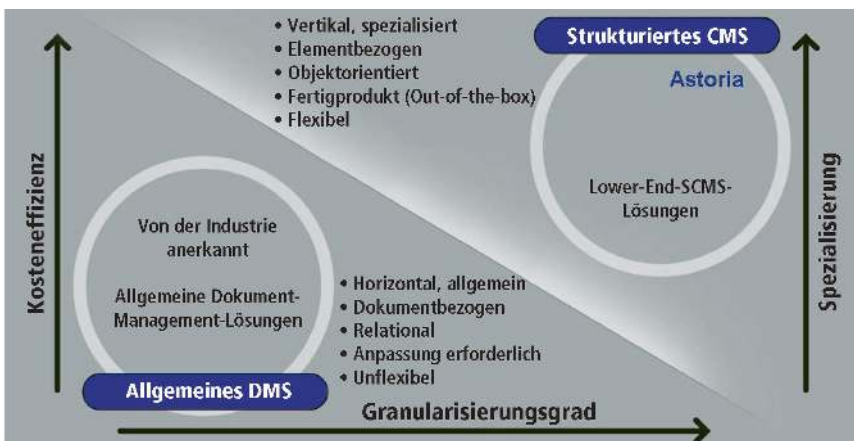 • Vertikal, spezialisiert
• Elementbezogen
• Objektorientiert
• Fertigprodukt (Out-of-the-box)
• Flexibel
Strukturiertes CMS
Astoria
Lower-End-SCMS-
Lösungen
Kosteneffizienz
Spezialisierung
Von der Industrie
anerkannt
Allgemeine Dokument-
Management-Lösungen
Allgemeines DMS
• Horizontal, allgemein
• Dokumentbezogen
• Relational
• Anpassung erforderlich
• Unflexibel
Granularisierungsgrad